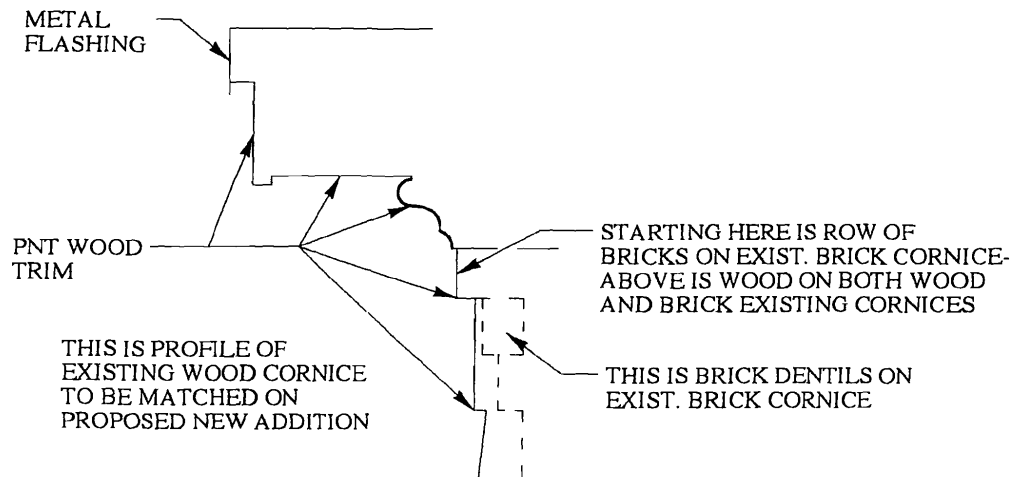 METAL
FLASHING
PNT WOOD
TRIM
STARTING HERE IS ROW OF
BRICKS ON EXIST. BRICK CORNICE-
ABOVE IS WOOD ON BOTH WOOD
AND BRICK EXISTING CORNICES
THIS IS PROFILE OF
EXISTING WOOD CORNICE
TO BE MATCHED ON
PROPOSED NEW ADDITION
THIS IS BRICK DENTILS ON
EXIST. BRICK CORNICE